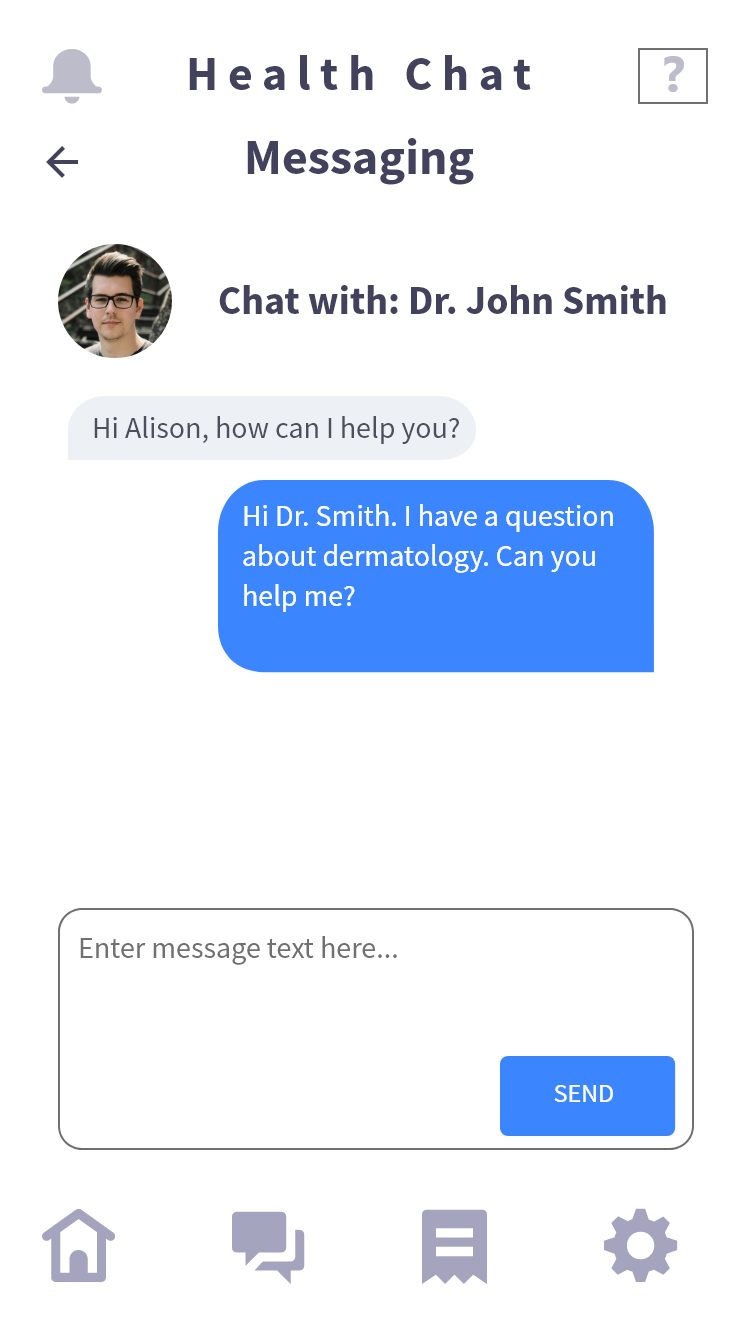 Health Chat
?
Messaging
Chat with: Dr. John Smith
Hi Alison, how can I help you?
Hi Dr. Smith. I have a question
about dermatology. Can you
help me?
Enter message text here...
SEND